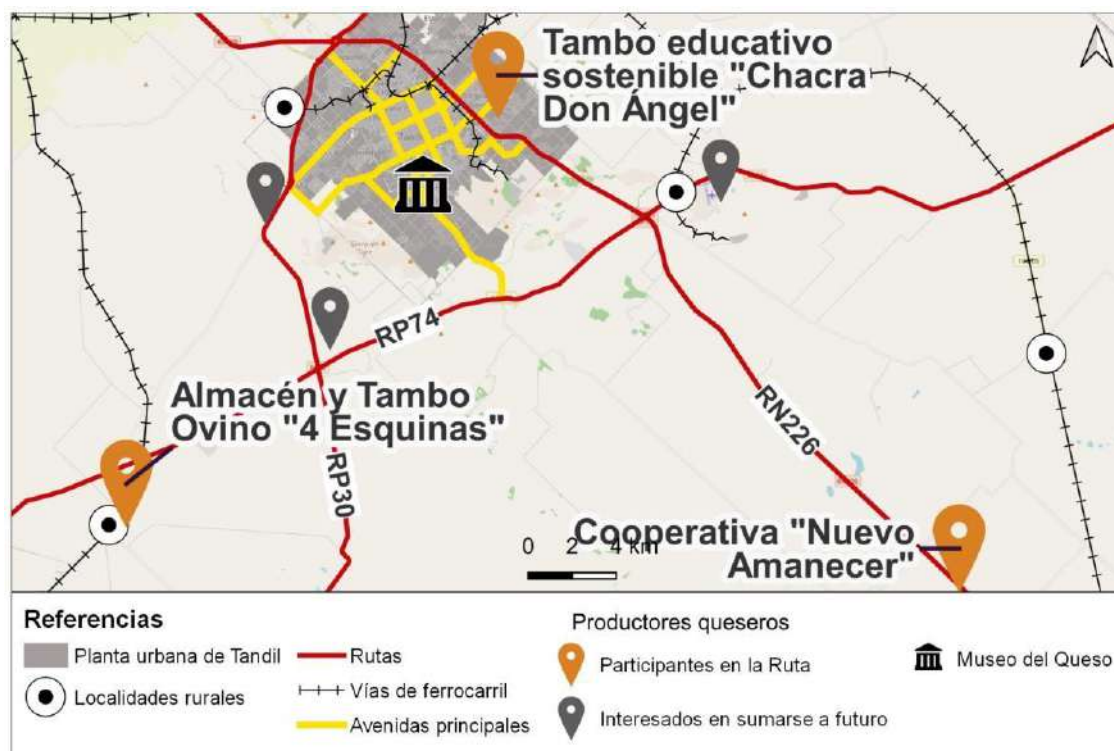 Tambo educativo
sostenible "Chacra
Don Ángel"
RP74
Almacén y Tambo
Ovino "4 Esquinas"
RP30
RN226
Cooperativa "Nuevo
Amanecer"
0 2 4 km
Referencias
Planta urbana de Tandil
Localidades rurales
Rutas
Vías de ferrocarril
Avenidas principales
Productores queseros
Participantes en la Ruta
Interesados en sumarse a futuro
Museo del Queso